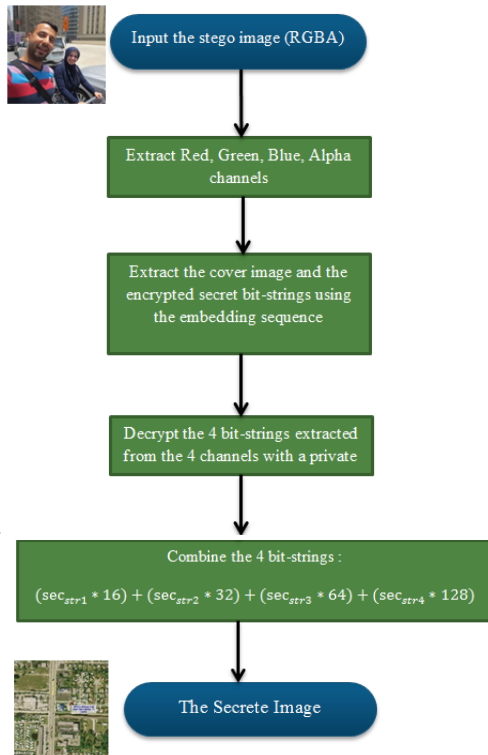 Input the stego image (RGBA)
Extract Red, Green, Blue, Alpha
channels
Extract the cover image and the
encrypted secret bit-strings using
the embedding sequence
Decrypt the 4 bit-strings extracted
from the 4 channels with a private
Combine the 4 bit-strings :
(sec_str1 * 16) + (sec_str2 * 32) + (sec_str3 * 64) + (sec_str4 * 128)
The Secrete Image